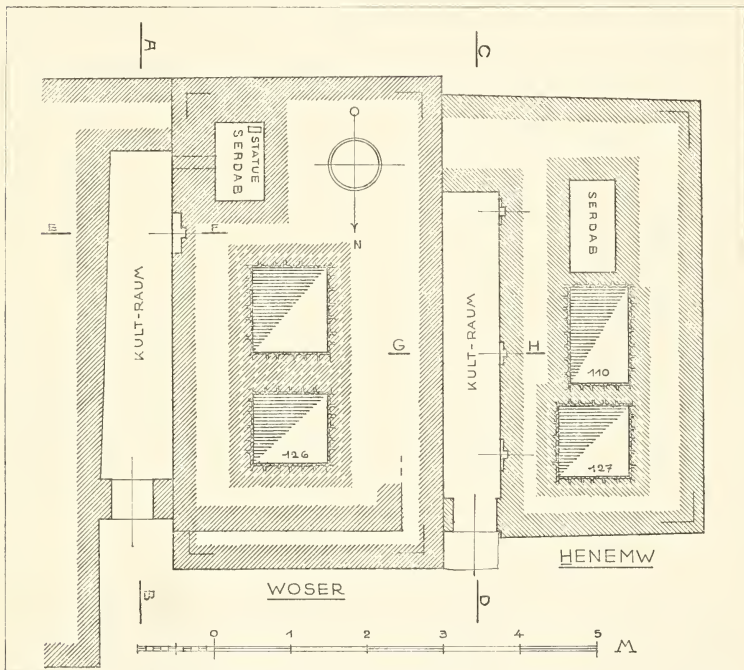 A
C
STATUE
SERDAB
N
SERDAB
E
F
KULT-RAUM
KULT-RAUM
G
H
110
126
127
WOSER
HENEMW
B
D
0 1 2 3 4 5 M